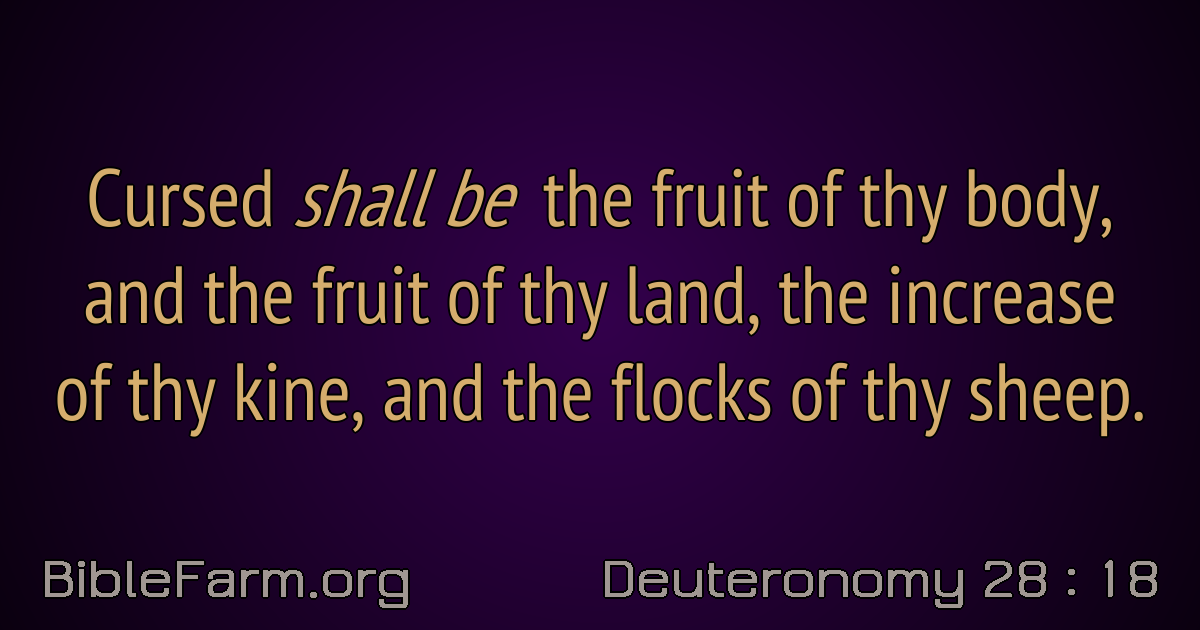 Cursed shall be the fruit of thy body,
and the fruit of thy land, the increase
of thy kine, and the flocks of thy sheep.
BibleFarm.org
Deuteronomy 28 : 18